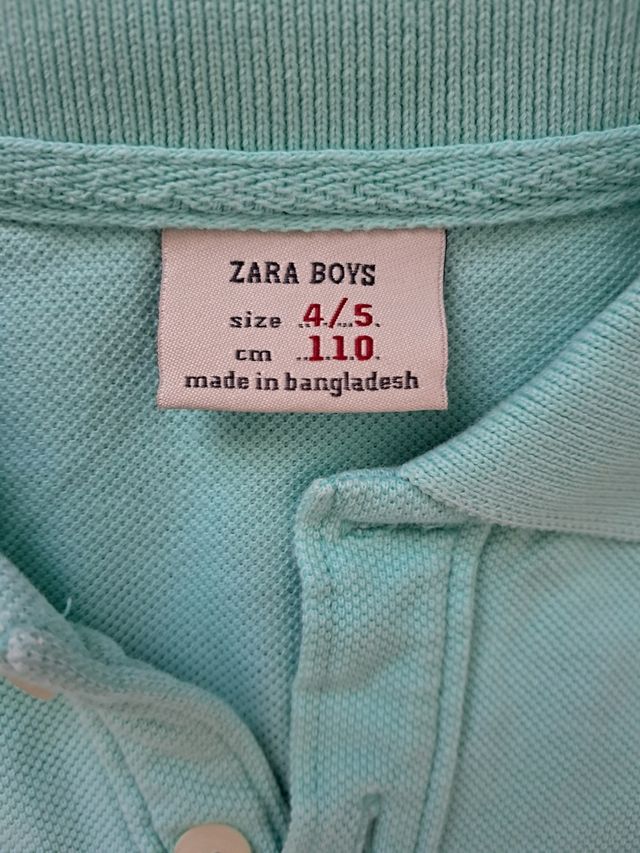 ZARA BOYS
size 4/5
cm 110
made in bangladesh